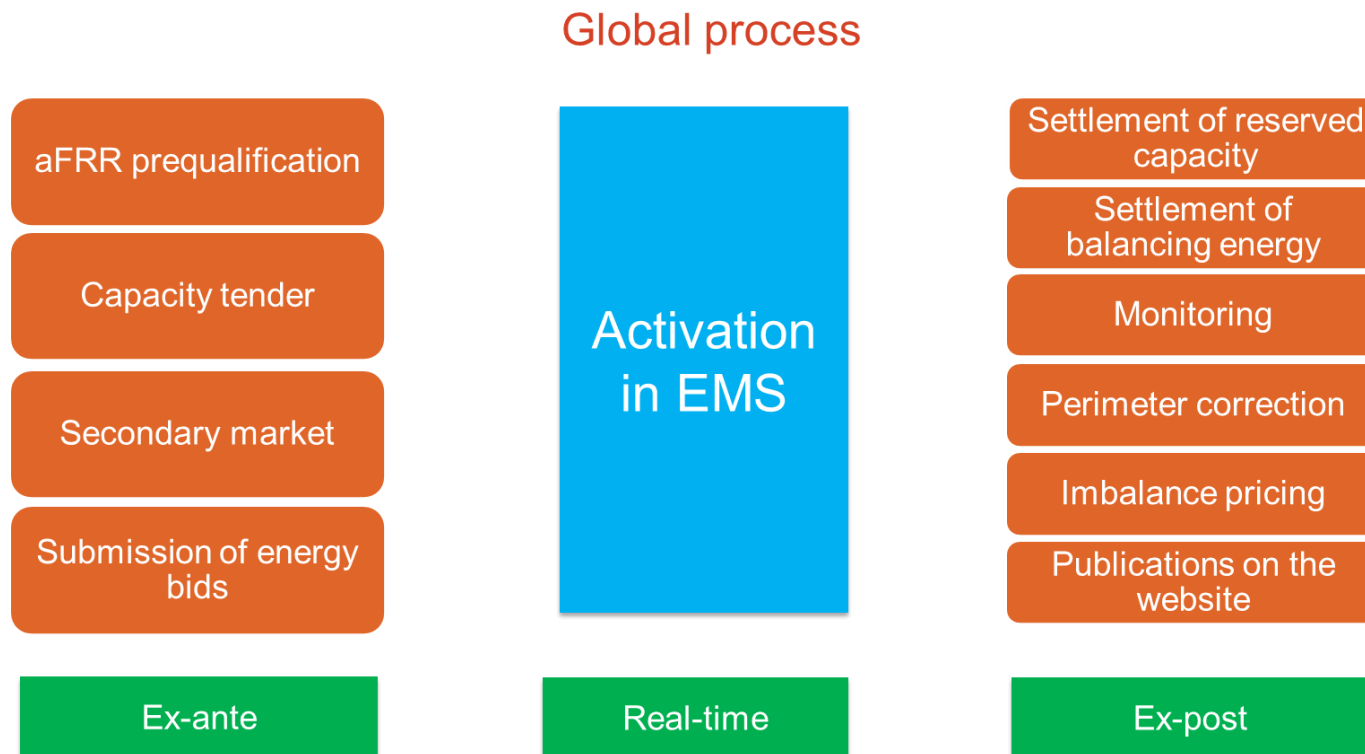 Global process
aFRR prequalification
Capacity tender
Secondary market
Submission of energy
bids
Ex-ante
Activation
in EMS
Real-time
Settlement of reserved
capacity
Settlement of
balancing energy
Monitoring
Perimeter correction
Imbalance pricing
Publications on the
website
Ex-post